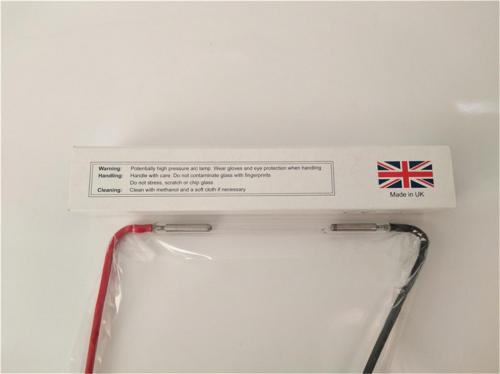 Warning: Potentially high pressure arc lamp. Wear gloves and eye protection when handling
Handling: Handle with care. Do not contaminate glass with fingerprints
Do not stress, scratch or chip glass
Cleaning: Clean with methanol and a soft cloth if necessary
Made in UK